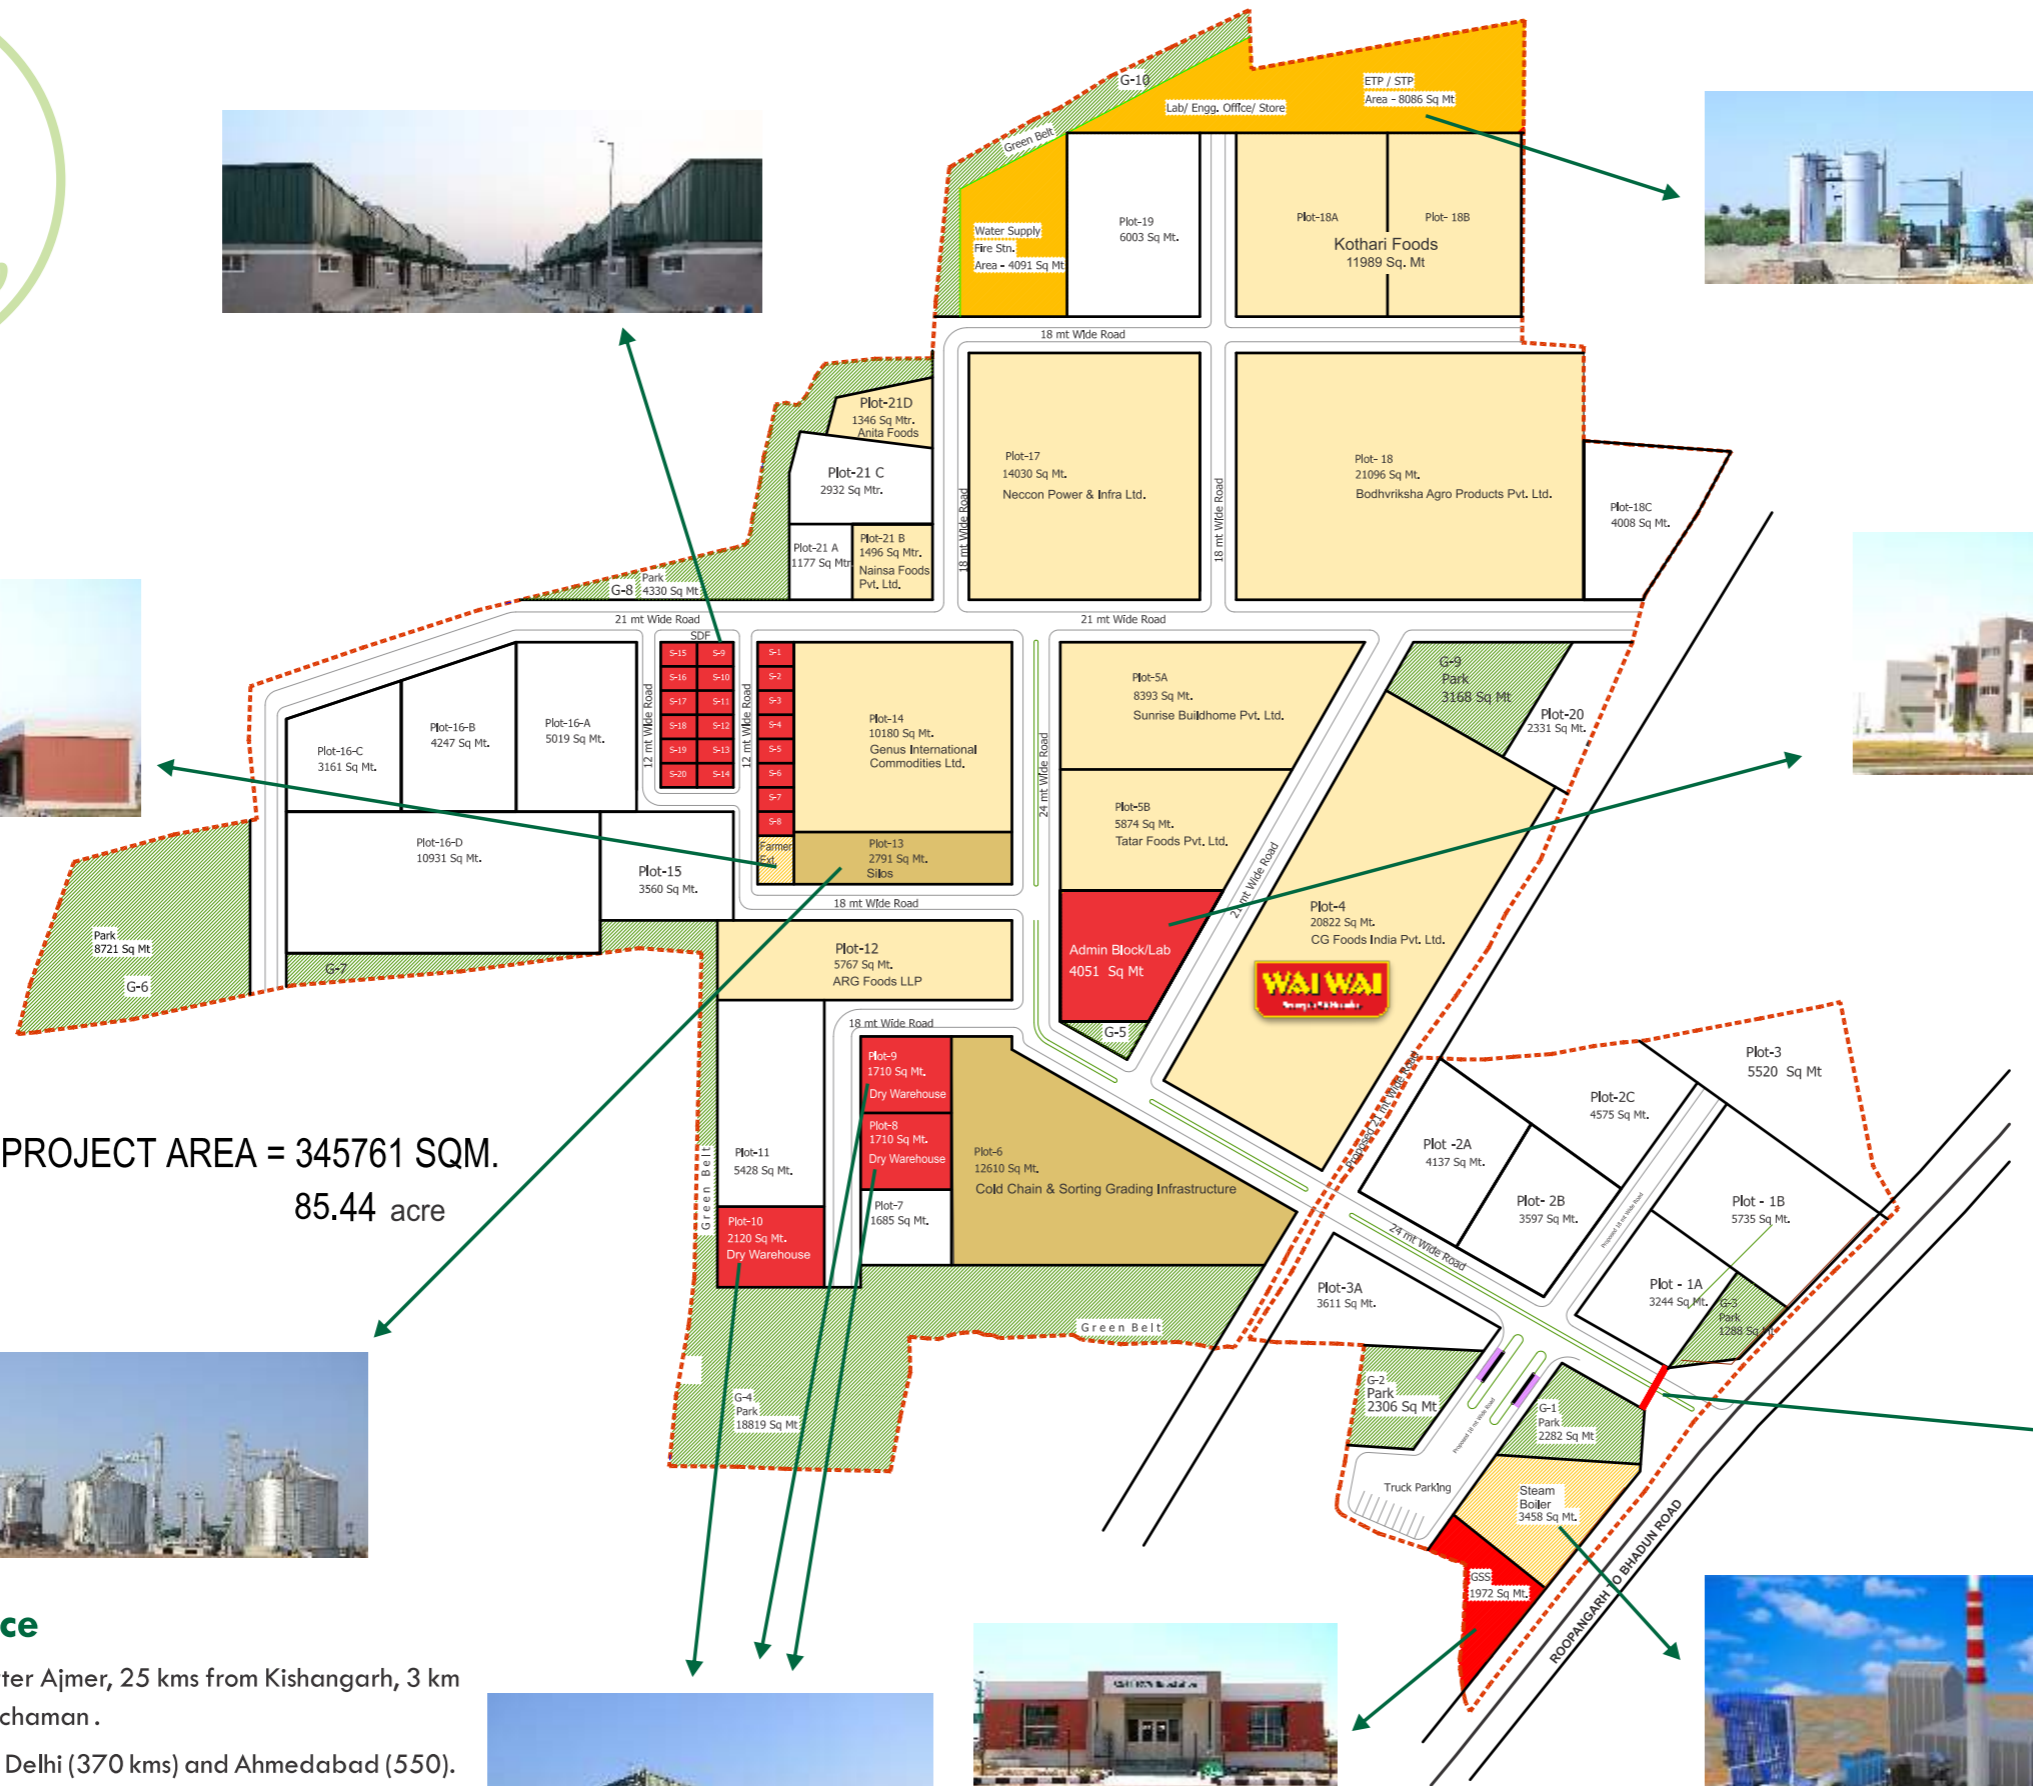 G-10
Green Belt
Lab/ Engg. Office/ Store
ETP / STP
Area - 8086 Sq Mt
Water Supply
Fire Stn.
Area - 4091 Sq Mt
Plot-19
6003 Sq Mt.
Plot-18A
Plot- 18B
Kothari Foods
11989 Sq. Mt
18 mt Wide Road
Plot-21D
1346 Sq Mtr.
Anita Foods
Plot-21 C
2932 Sq Mtr.
Plot-21 A
1177 Sq Mtr
Plot-21 B
1496 Sq Mtr.
Nainsa Foods
Pvt. Ltd.
18 mt Wide Road
Plot-17
14030 Sq Mt.
Neccon Power & Infra Ltd.
18 mt Wide Road
Plot- 18
21096 Sq Mt.
Bodhvriksha Agro Products Pvt. Ltd.
Plot-18C
4008 Sq Mt.
G-8
Park
4330 Sq Mt
21 mt Wide Road
21 mt Wide Road
SDF
S-15
S-9
S-16
S-10
S-17
S-11
S-18
S-12
S-19
S-13
S-20
S-14
S-1
S-2
S-3
S-4
S-5
S-6
S-7
S-8
Farmer
Ext.
12 mt Wide Road
12 mt Wide Road
Plot-16-C
3161 Sq Mt.
Plot-16-B
4247 Sq Mt.
Plot-16-A
5019 Sq Mt.
Plot-16-D
10931 Sq Mt.
Plot-15
3560 Sq Mt.
Plot-14
10180 Sq Mt.
Genus International
Commodities Ltd.
Plot-13
2791 Sq Mt.
Silos
18 mt Wide Road
24 mt Wide Road
Plot-5A
8393 Sq Mt.
Sunrise Buildhome Pvt. Ltd.
Plot-5B
5874 Sq Mt.
Tatar Foods Pvt. Ltd.
Admin Block/Lab
4051 Sq Mt
G-5
21 mt Wide Road
G-9
Park
3168 Sq Mt
Plot-20
2331 Sq Mt.
Plot-4
20822 Sq Mt.
CG Foods India Pvt. Ltd.
WAI WAI
Park
8721 Sq Mt
G-6
G-7
Plot-12
5767 Sq Mt.
ARG Foods LLP
18 mt Wide Road
Plot-9
1710 Sq Mt.
Dry Warehouse
Plot-8
1710 Sq Mt.
Dry Warehouse
Plot-7
1685 Sq Mt.
Plot-11
5428 Sq Mt.
Plot-10
2120 Sq Mt.
Dry Warehouse
Green Belt
Plot-6
12610 Sq Mt.
Cold Chain & Sorting Grading Infrastructure
Green Belt
G-4
Park
18819 Sq Mt
Proposed 21 mt Wide Road
Plot-3
5520 Sq Mt
Plot-2C
4575 Sq Mt.
Plot -2A
4137 Sq Mt.
Plot- 2B
3597 Sq Mt.
Proposed 18 mt Wide Road
Plot - 1B
5735 Sq Mt.
Plot - 1A
3244 Sq Mt.
G-3
Park
1288 Sq Mt
24 mt Wide Road
Plot-3A
3611 Sq Mt.
G-2
Park
2306 Sq Mt
Proposed 18 mt Wide Road
G-1
Park
2282 Sq Mt
Truck Parking
Steam
Boiler
3458 Sq Mt.
GSS
1972 Sq Mt.
ROOPANGARH TO BHADUN ROAD
PROJECT AREA = 345761 SQM.
85.44 acre
ce
ter Ajmer, 25 kms from Kishangarh, 3 km
chaman .
Delhi (370 kms) and Ahmedabad (550).